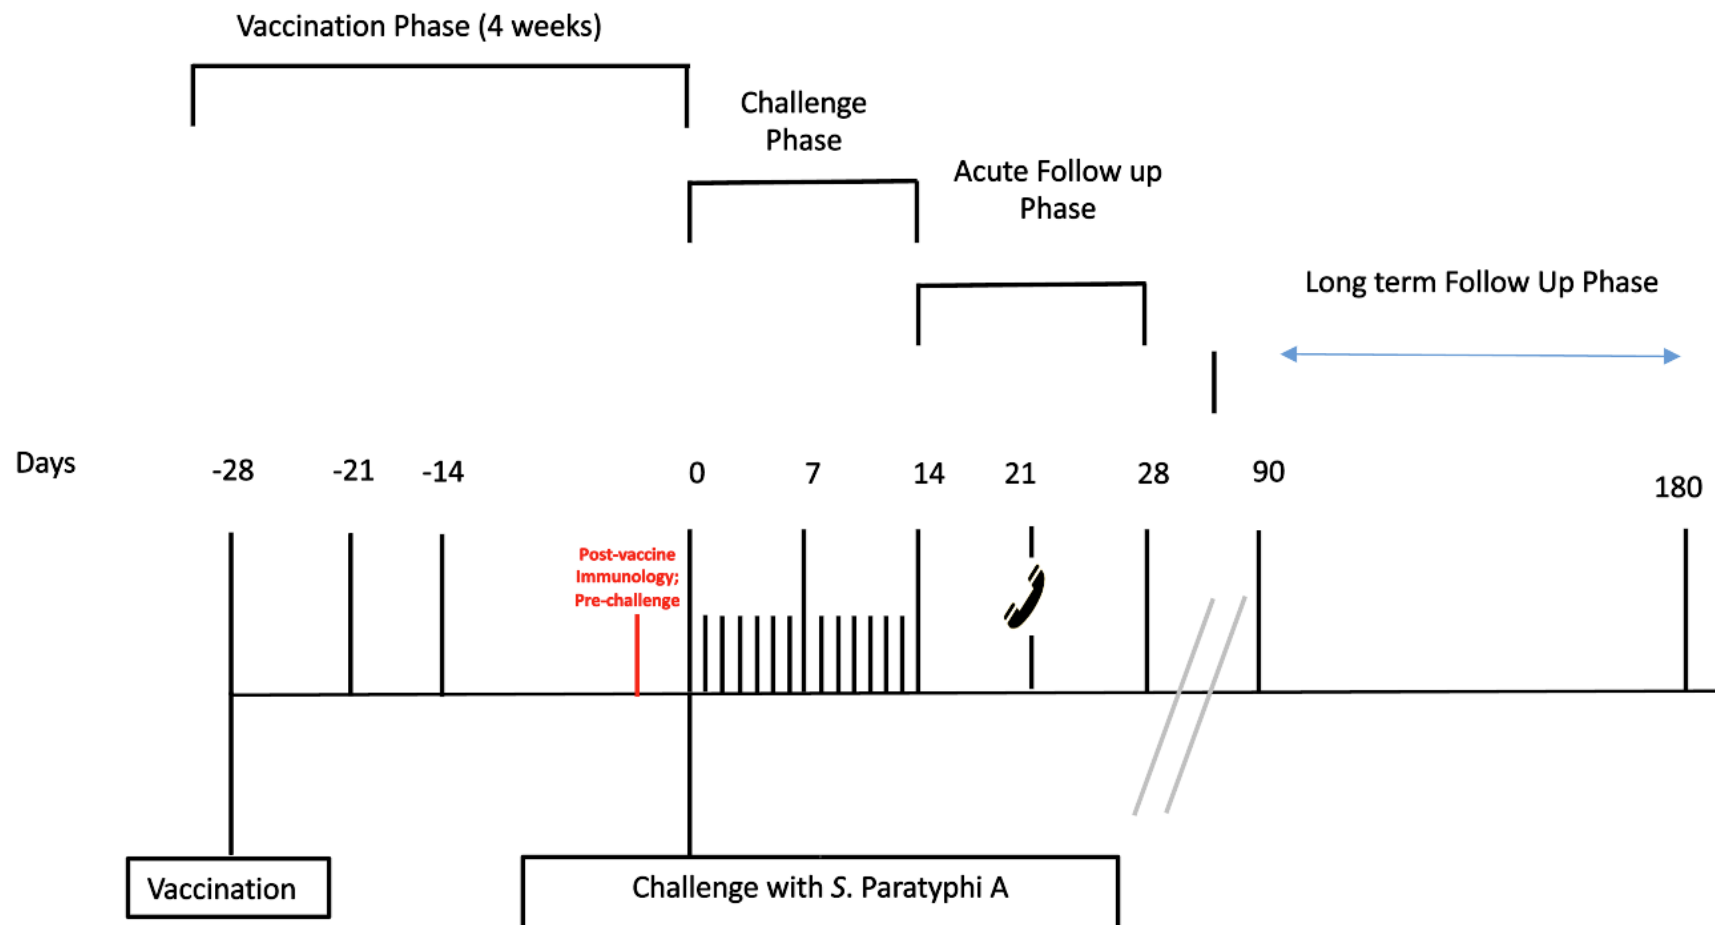 Vaccination Phase (4 weeks)
Challenge
Phase
Acute Follow up
Phase
Long term Follow Up Phase
Days
-28
-21
-14
0
7
14
21
28
90
180
Post-vaccine
Immunology;
Pre-challenge
Vaccination
Challenge with S. Paratyphi A